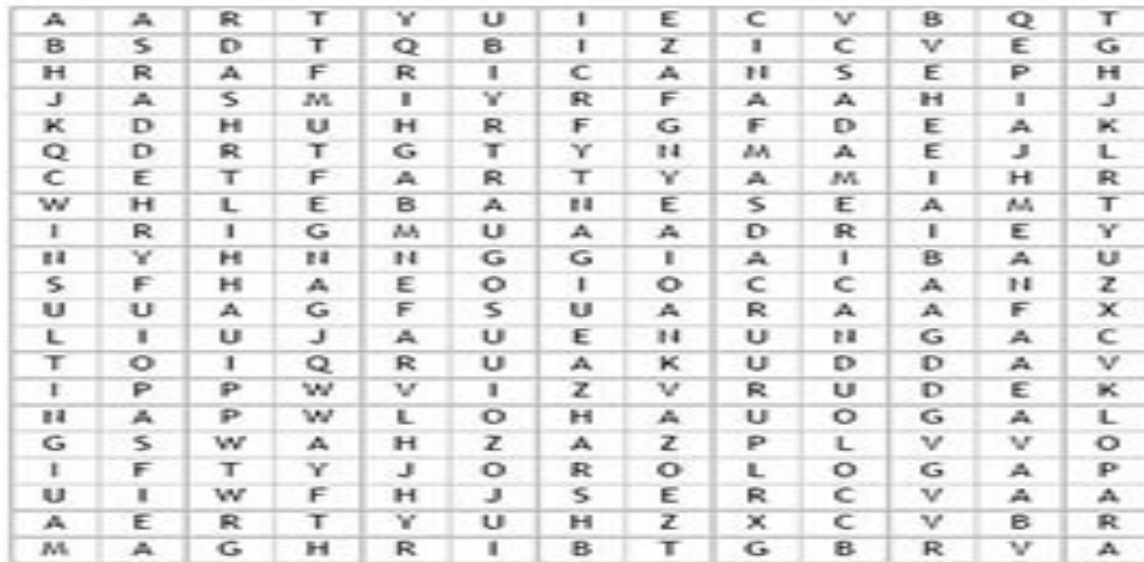 A A R T Y U I E C V B Q T
B S D T Q B I Z I C V E G
H R A F R I C A N S E P H
J A S M I Y R F A A H I J
K D H U H R F G F D E A K
Q D R T G T Y N M A E J L
C E T F A R T Y A M I H R
W H L E B A N E S E A M T
I R I G M U A A D R I E Y
N Y H N N G G I A I B A U
S F H A E O I O C C A N Z
U U A G F S U A R A A F X
L I U J A U E N U N G A C
T O I Q R U A K U D D A V
I P P W V I Z V R U D E K
N A P W L O H A U O G A L
G S W A H Z A Z P L V V O
I F T Y J O R O L O G A P
U I W F H J S E R C V A A
A E R T Y U H Z X C V B R
M A G H R I B T G B R V A